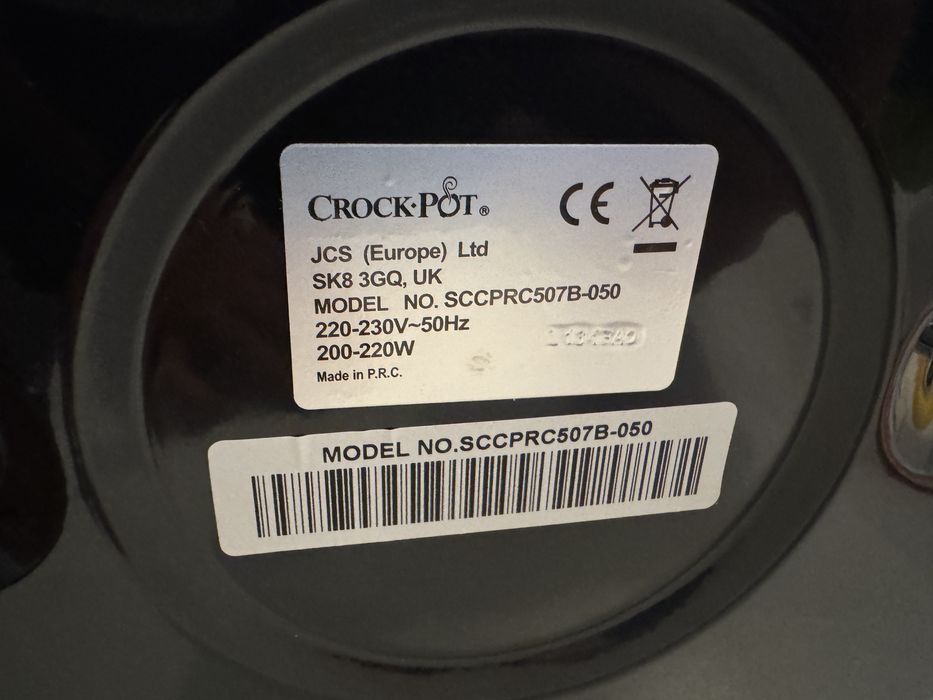 CROCK·POT®
CE
JCS (Europe) Ltd
SK8 3GQ, UK
MODEL NO. SCCPRC507B-050
220-230V~50Hz
200-220W
Made in P.R.C.
MODEL NO.SCCPRC507B-050